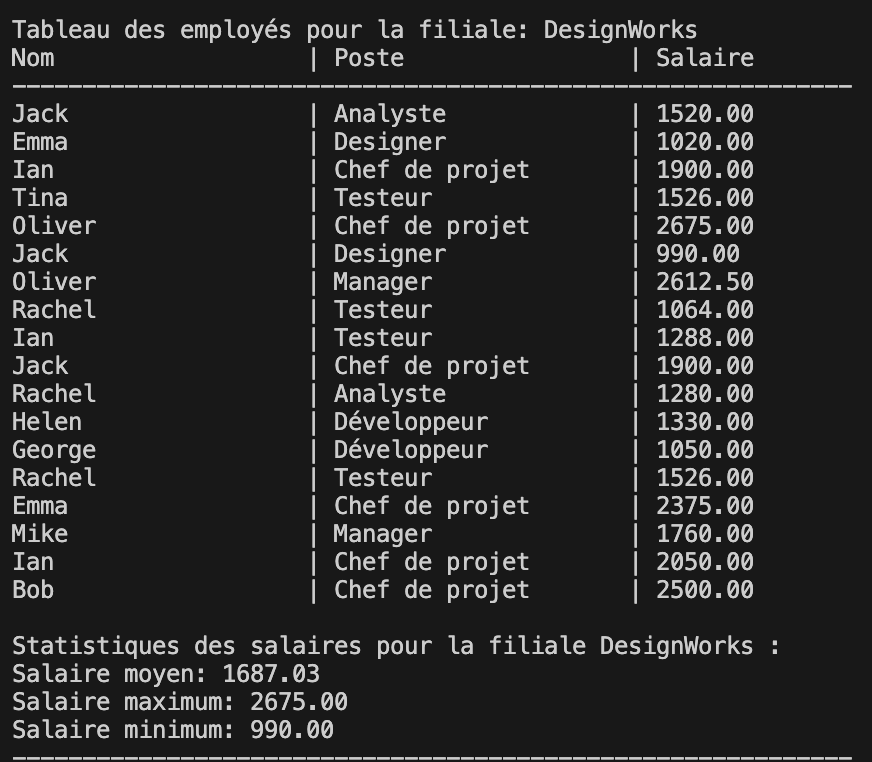 Tableau des employés pour la filiale: DesignWorks
Nom | Poste | Salaire
------------------------------------------------------------
Jack | Analyste | 1520.00
Emma | Designer | 1020.00
Ian | Chef de projet | 1900.00
Tina | Testeur | 1526.00
Oliver | Chef de projet | 2675.00
Jack | Designer | 990.00
Oliver | Manager | 2612.50
Rachel | Testeur | 1064.00
Ian | Testeur | 1288.00
Jack | Chef de projet | 1900.00
Rachel | Analyste | 1280.00
Helen | Développeur | 1330.00
George | Développeur | 1050.00
Rachel | Testeur | 1526.00
Emma | Chef de projet | 2375.00
Mike | Manager | 1760.00
Ian | Chef de projet | 2050.00
Bob | Chef de projet | 2500.00
Statistiques des salaires pour la filiale DesignWorks :
Salaire moyen: 1687.03
Salaire maximum: 2675.00
Salaire minimum: 990.00
------------------------------------------------------------